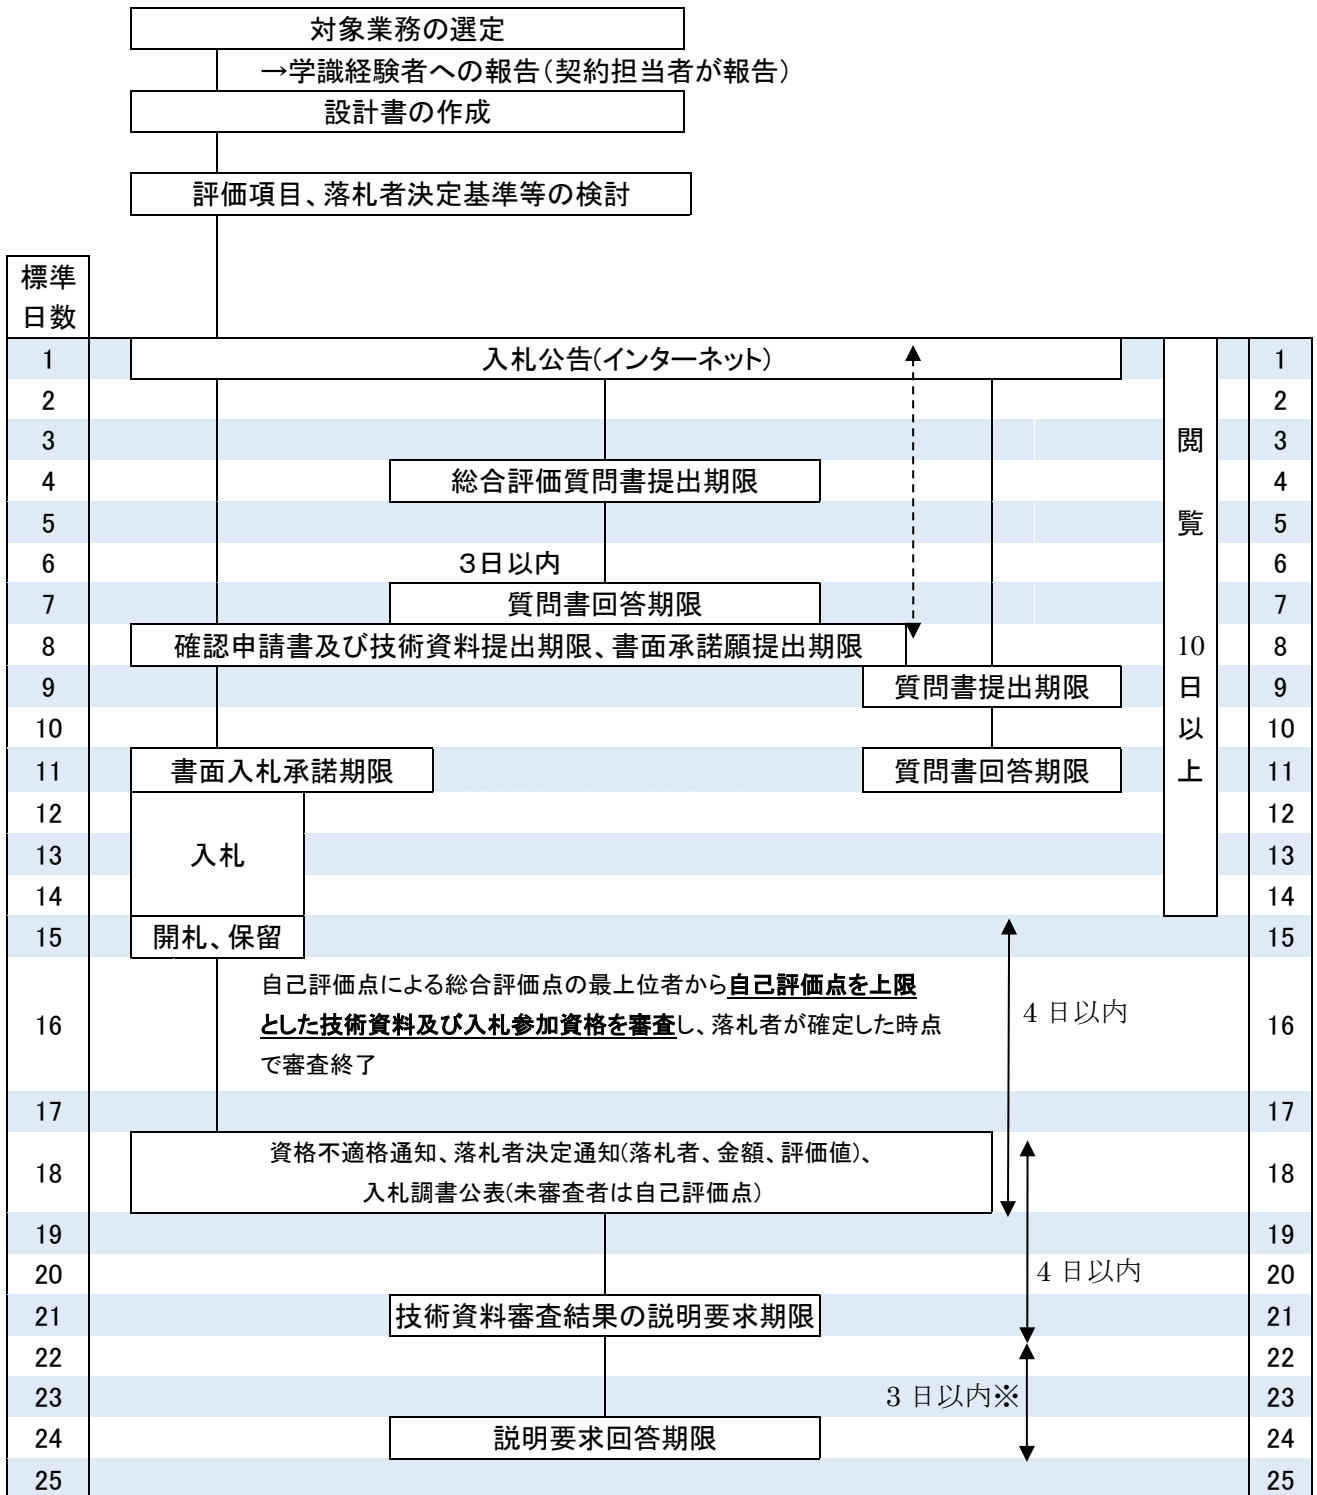 対象業務の選定
→学識経験者への報告(契約担当者が報告)
設計書の作成
評価項目、落札者決定基準等の検討
標準
日数
1 入札公告(インターネット) 1
2 2
3 閲 3
4 総合評価質問書提出期限 4
5 覧 5
6 3日以内 6
7 質問書回答期限 7
8 確認申請書及び技術資料提出期限、書面承諾願提出期限 10 8
9 質問書提出期限 日 9
10 以 10
11 書面入札承諾期限 質問書回答期限 上 11
12 12
13 入札 13
14 14
15 開札、保留 15
自己評価点による総合評価点の最上位者から自己評価点を上限
16 とした技術資料及び入札参加資格を審査し、落札者が確定した時点 4日以内 16
で審査終了
17 17
資格不適格通知、落札者決定通知(落札者、金額、評価値)、
18 18
入札調書公表(未審査者は自己評価点)
19 19
20 4日以内 20
21 技術資料審査結果の説明要求期限 21
22 22
23 3日以内※ 23
24 説明要求回答期限 24
25 25